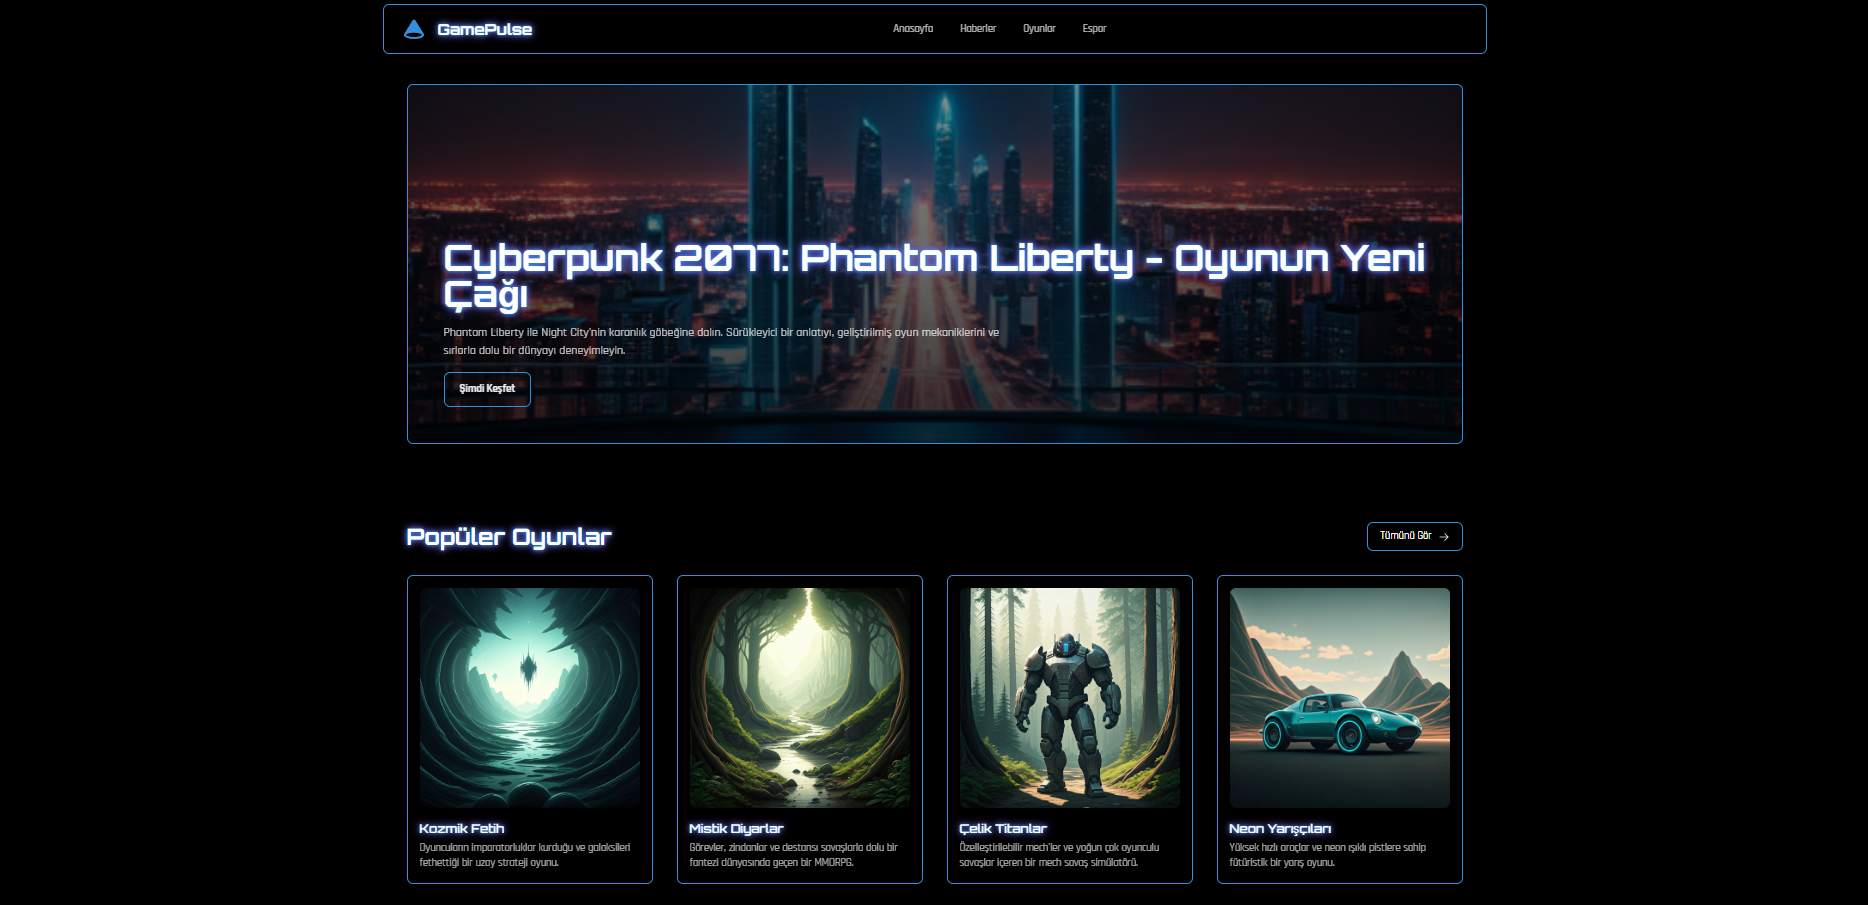 GamePulse
Anasayfa Haberler Oyunlar Espor
Cyberpunk 2077: Phantom Liberty - Oyunun Yeni
Çağı
Phantom Liberty ile Night City'nin karanlık göbeğine dalın. Sürükleyici bir anlatıyı, geliştirilmiş oyun mekaniklerini ve
sırlarla dolu bir dünyayı deneyimleyin.
Şimdi Keşfet
Popüler Oyunlar
Tümünü Gör →
Kozmik Fetih
Oyuncuların imparatorluklar kurduğu ve galaksileri
fethettiği bir uzay strateji oyunu.
Mistik Diyarlar
Görevler, zindanlar ve destansı savaşlarla dolu bir
fantezi dünyasında geçen bir MMORPG.
Çelik Titanlar
Özelleştirilebilir mech'ler ve yoğun çok oyunculu
savaşlar içeren bir mech savaş simülatörü.
Neon Yarışçıları
Yüksek hızlı araçlar ve neon ışıklı pistlere sahip
fütüristik bir yarış oyunu.